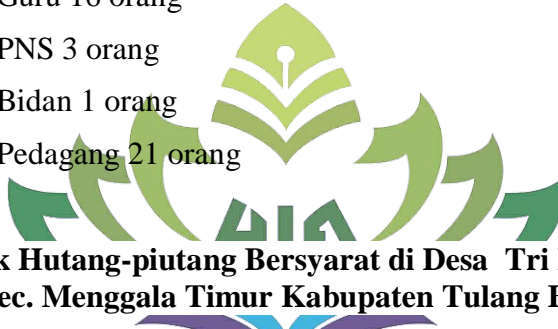 Guru 16 orang
PNS 3 orang
Bidan 1 orang
Pedagang 21 orang
Hutang-piutang Bersyarat di Desa Tri
Menggala Timur Kabupaten Tulang